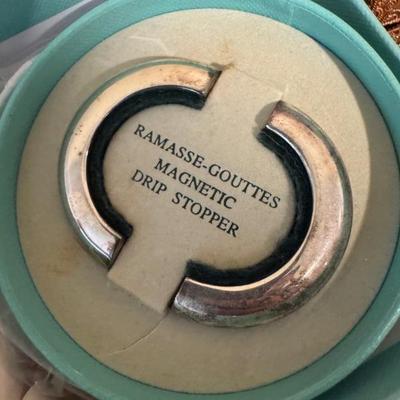 RAMASSE-GOUTTES
MAGNETIC
DRIP STOPPER